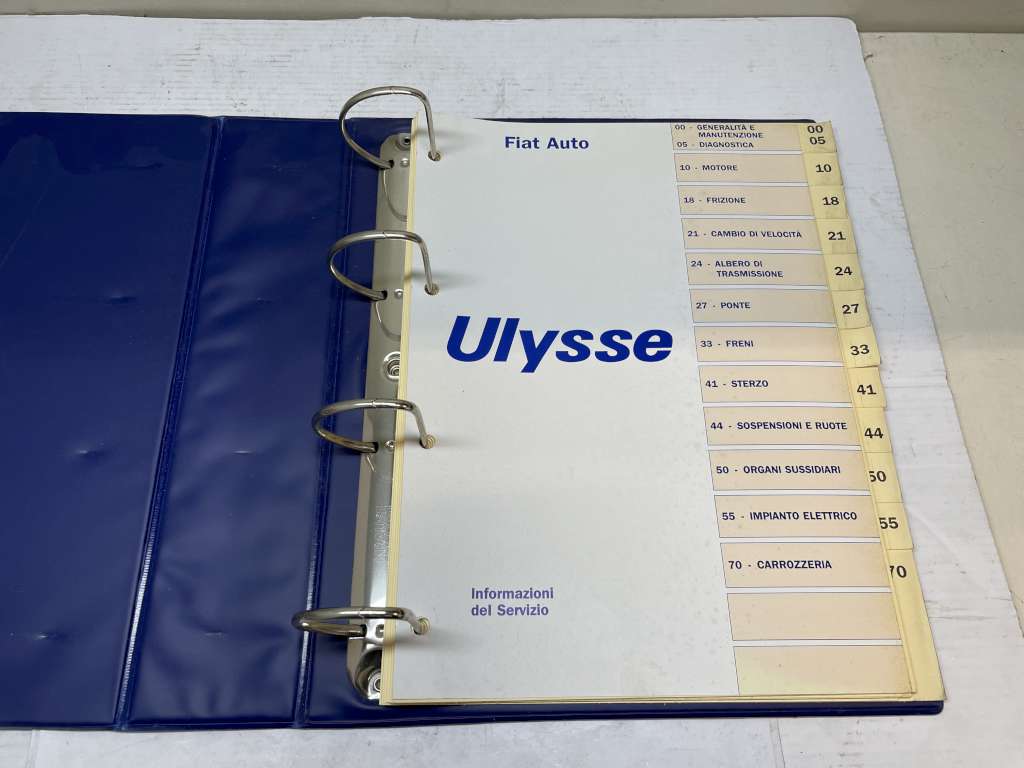 Fiat Auto
Ulysse
Informazioni
del Servizio
00 - GENERALITÀ E
MANUTENZIONE
05 - DIAGNOSTICA
00
05
10 - MOTORE
10
18 - FRIZIONE
18
21 - CAMBIO DI VELOCITÀ
21
24 - ALBERO DI
TRASMISSIONE
24
27 - PONTE
27
33 - FRENI
33
41 - STERZO
41
44 - SOSPENSIONI E RUOTE
44
50 - ORGANI SUSSIDIARI
50
55 - IMPIANTO ELETTRICO
55
70 - CARROZZERIA
70